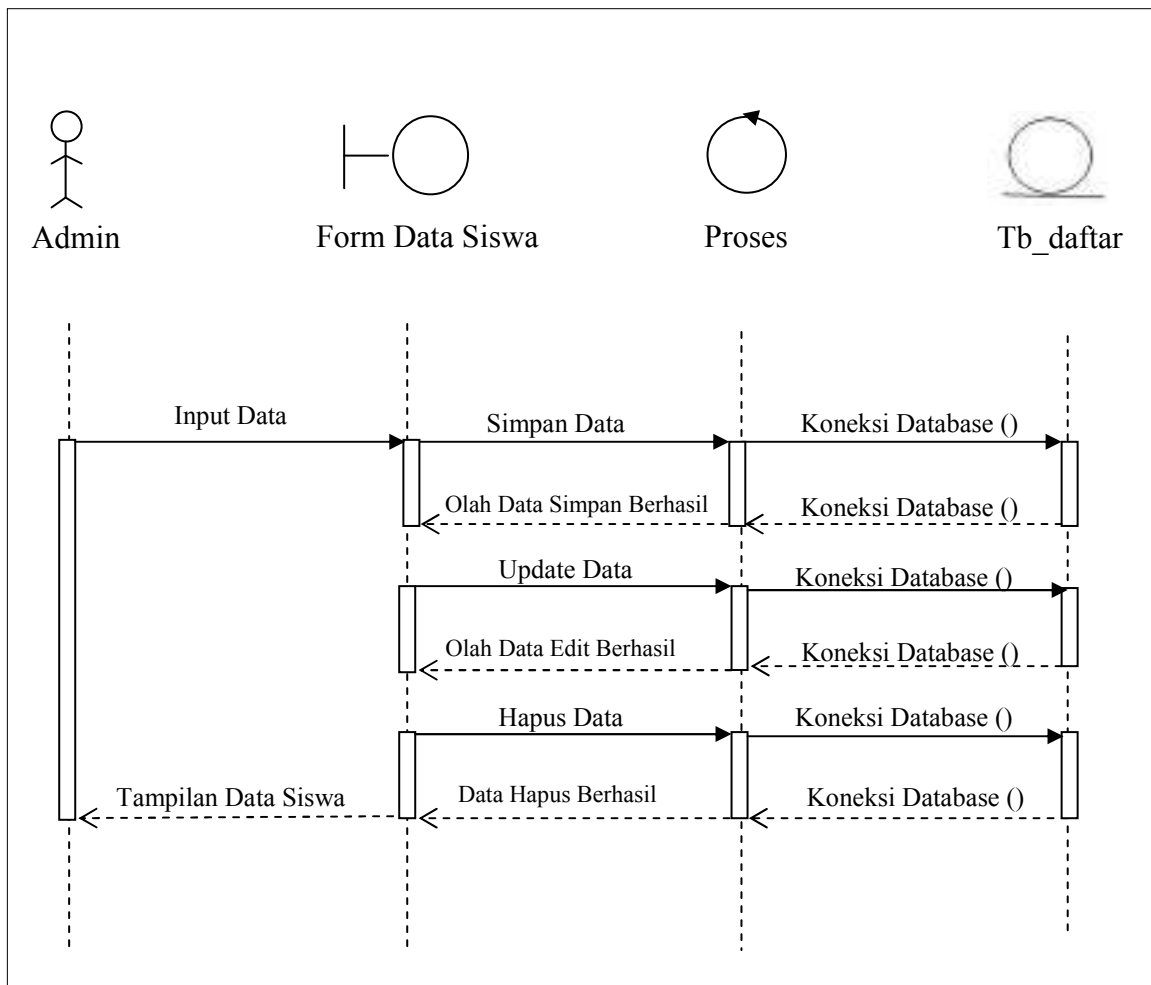 Admin
Form Data Siswa
Proses
Tb_daftar
Input Data
Simpan Data
Koneksi Database ()
Olah Data Simpan Berhasil
Koneksi Database ()
Update Data
Koneksi Database ()
Olah Data Edit Berhasil
Koneksi Database ()
Hapus Data
Koneksi Database ()
Tampilan Data Siswa
Data Hapus Berhasil
Koneksi Database ()